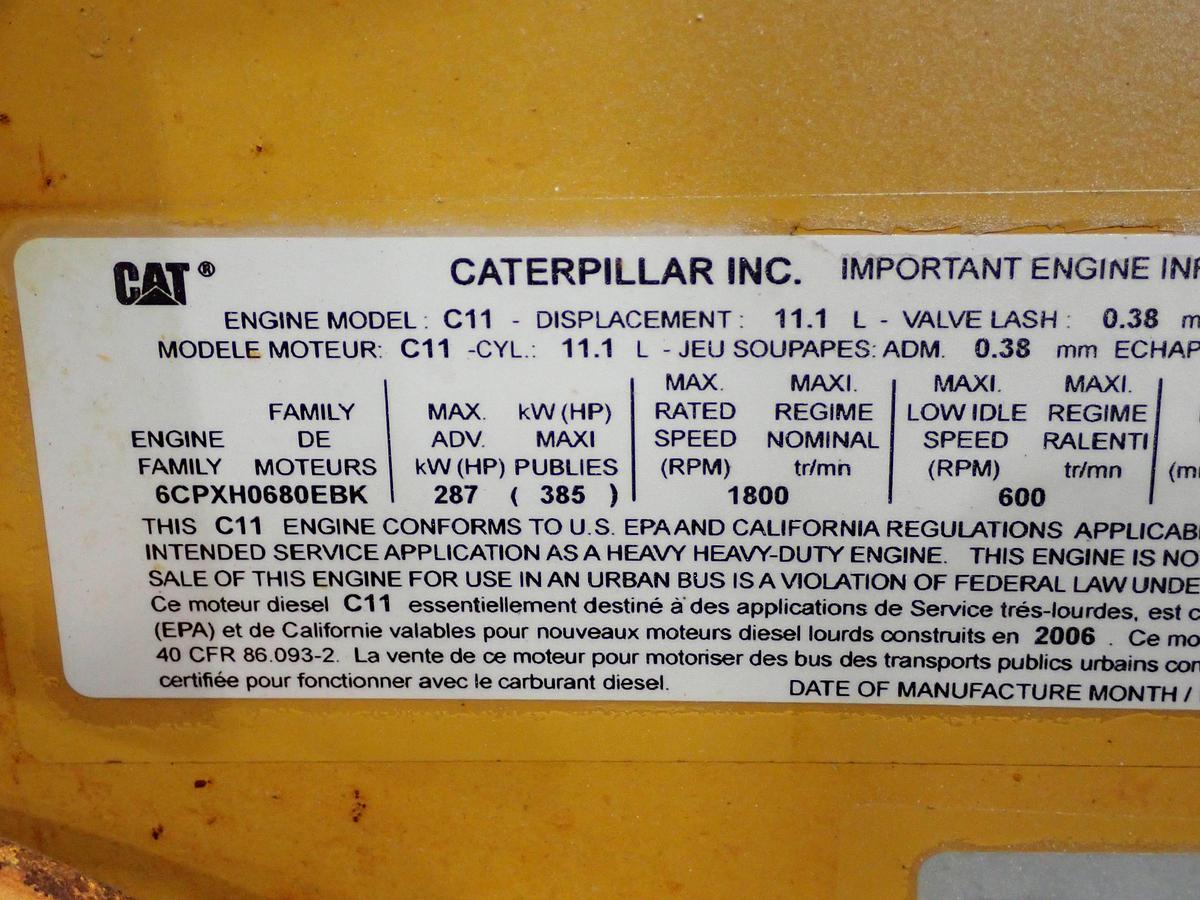 CAT ® CATERPILLAR INC. IMPORTANT ENGINE INF
ENGINE MODEL : C11 - DISPLACEMENT : 11.1 L - VALVE LASH : 0.38 m
MODELE MOTEUR: C11 -CYL.: 11.1 L - JEU SOUPAPES: ADM. 0.38 mm ECHAP
MAX. MAXI. MAXI. MAXI.
FAMILY MAX. kW (HP) RATED REGIME LOW IDLE REGIME
ENGINE DE ADV. MAXI SPEED NOMINAL SPEED RALENTI
FAMILY MOTEURS kW (HP) PUBLIES (RPM) tr/min (RPM) tr/mn (m
6CPXH0680EBK 287 ( 385 ) 1800 600
THIS C11 ENGINE CONFORMS TO U.S. EPA AND CALIFORNIA REGULATIONS APPLICAB
INTENDED SERVICE APPLICATION AS A HEAVY HEAVY-DUTY ENGINE. THIS ENGINE IS NO
SALE OF THIS ENGINE FOR USE IN AN URBAN BUS IS A VIOLATION OF FEDERAL LAW UNDE
Ce moteur diesel C11 essentiellement destiné à des applications de Service trés-lourdes, est c
(EPA) et de Californie valables pour nouveaux moteurs diesel lourds construits en 2006 . Ce mo
40 CFR 86.093-2. La vente de ce moteur pour motoriser des bus des transports publics urbains con
certifiée pour fonctionner avec le carburant diesel. DATE OF MANUFACTURE MONTH /